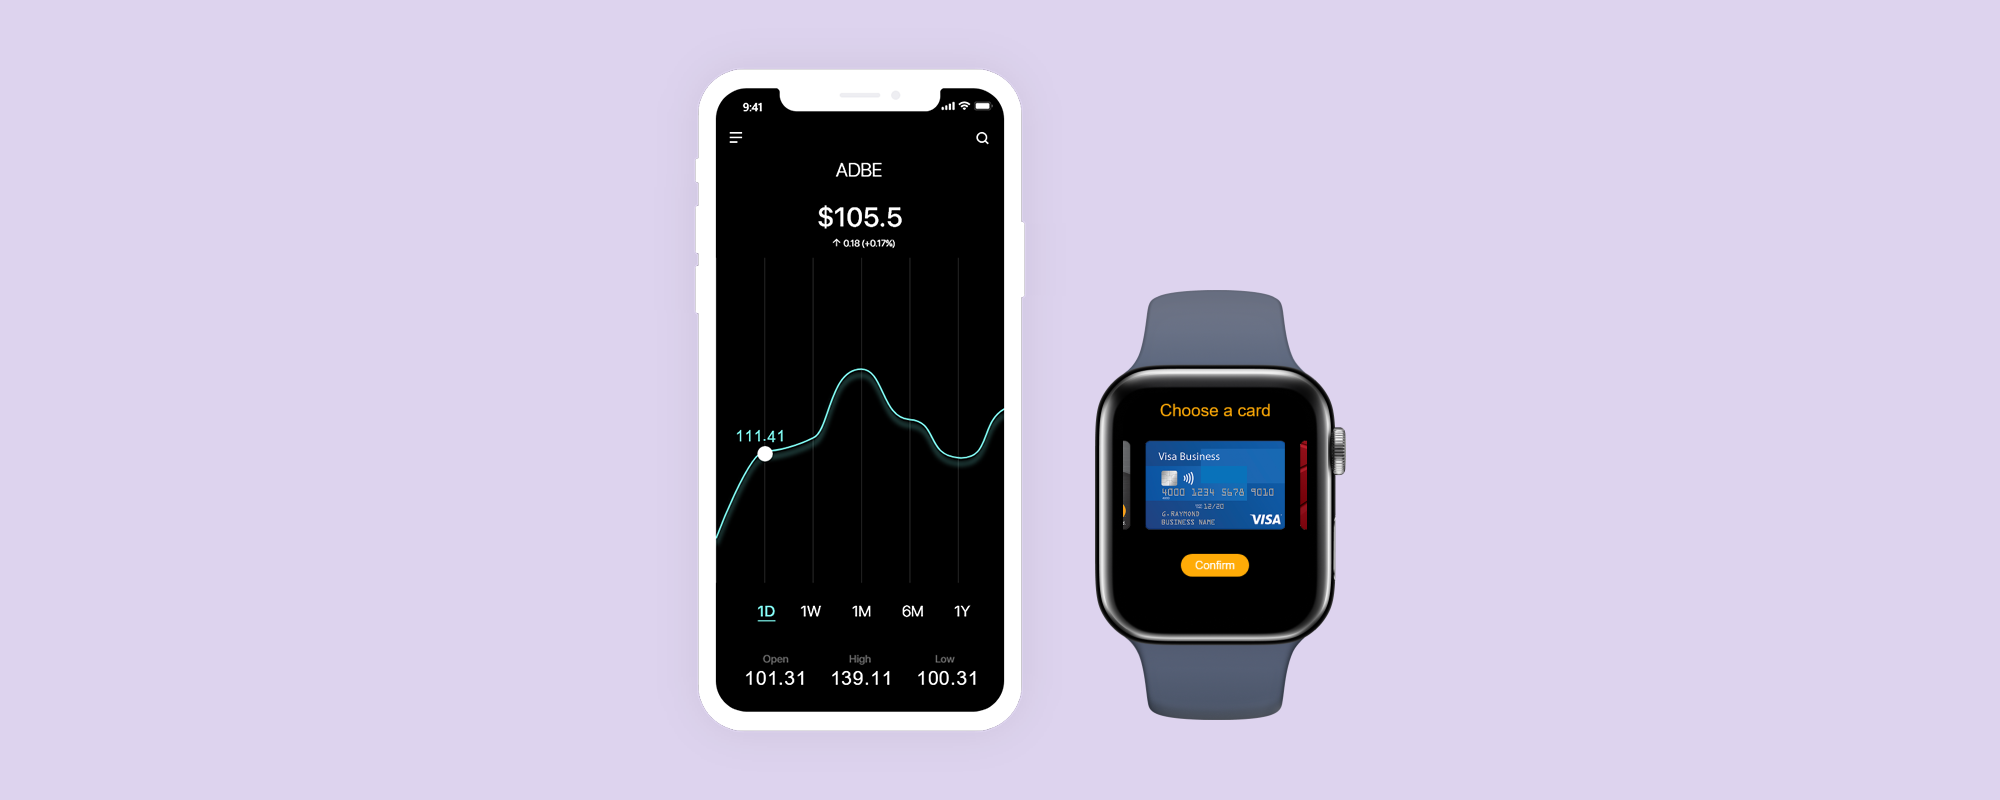 9:41
ADBE
$105.5
↑ 0.18 (+0.17%)
111.41
1D 1W 1M 6M 1Y
Open High Low
101.31 139.11 100.31
Choose a card
Visa Business
4000 1234 5678 9010
12/20
G.RAYMOND
BUSINESS NAME
VISA
Confirm